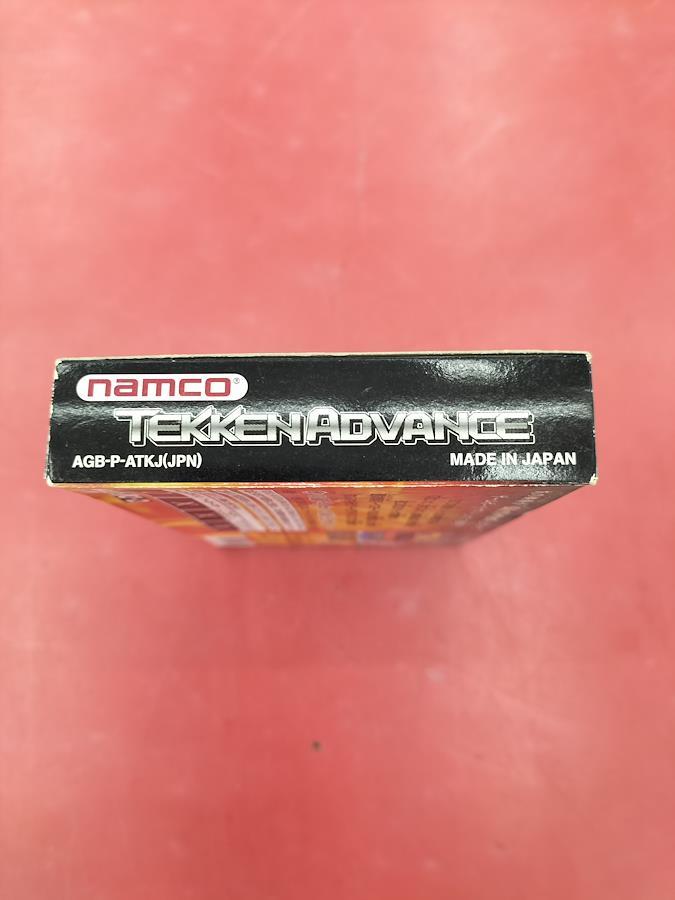 namco®
TEKKEN ADVANCE
AGB-P-ATKJ(JPN)
MADE IN JAPAN